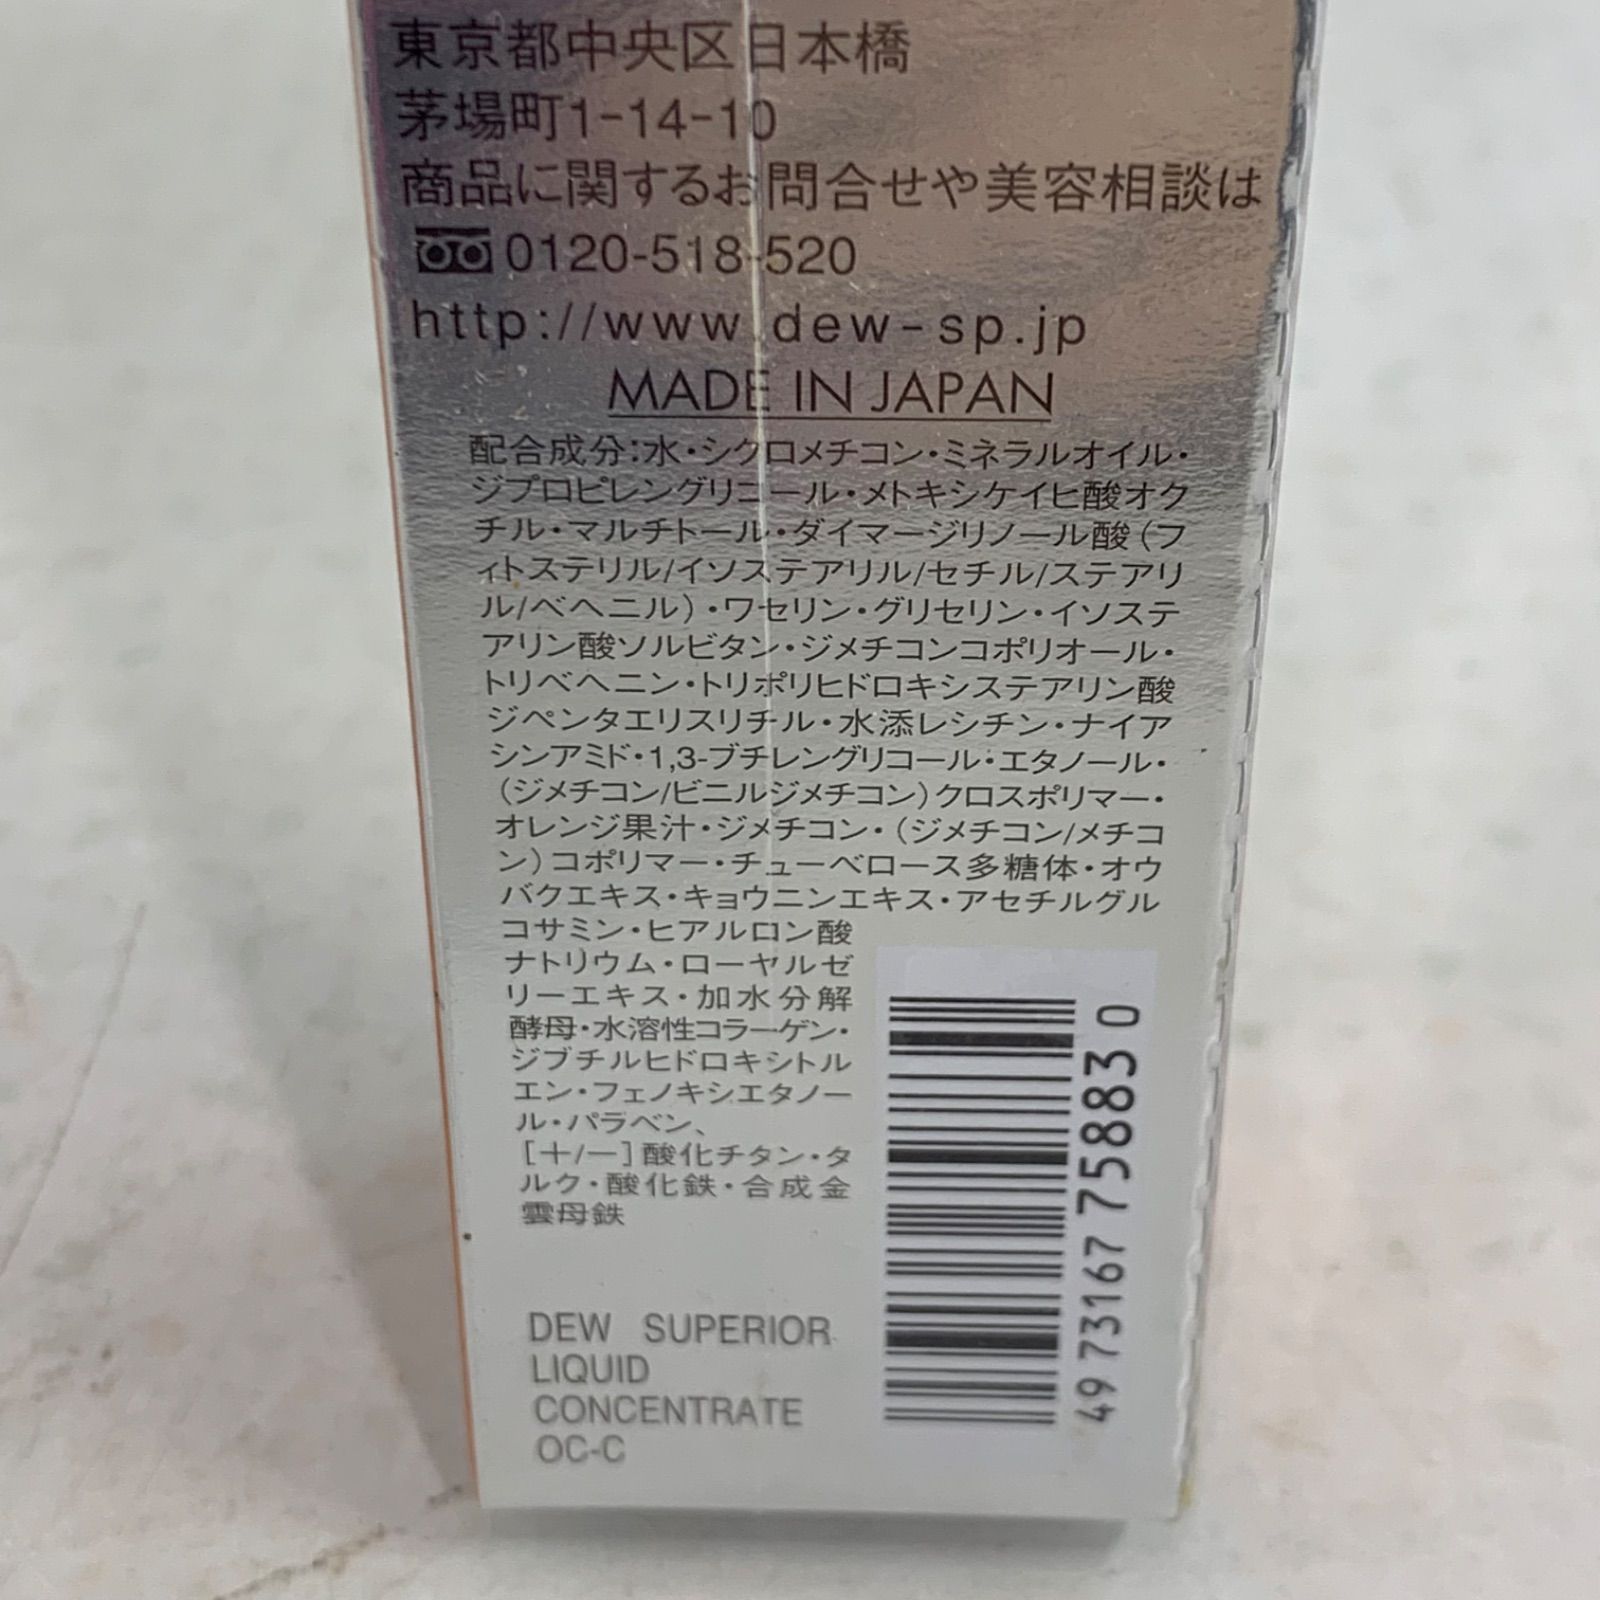 東京都中央区日本橋
茅場町1-14-10
商品に関するお問合せや美容相談は
0120-518-520
http://www.dew-sp.jp
MADE IN JAPAN
配合成分:水・シクロメチコン・ミネラルオイル・
ジプロピレングリコール・メトキシケイヒ酸オク
チル・マルチトール・ダイマージリノール酸(フ
ィトステリル/イソステアリル/セチル/ステアリ
ル/ベヘニル)・ワセリン・グリセリン・イソステ
アリン酸ソルビタン・ジメチコンコポリオール・
トリベヘニン・トリポリヒドロキシステアリン酸
ジペンタエリスリチル・水添レシチン・ナイア
シンアミド・1,3-ブチレングリコール・エタノール・
(ジメチコン/ビニルジメチコン)クロスポリマー・
オレンジ果汁・ジメチコン・(ジメチコン/メチコ
ン)コポリマー・チューベロース多糖体・オウ
バクエキス・キョウニンエキス・アセチルグル
コサミン・ヒアルロン酸
ナトリウム・ローヤルゼ
リーエキス・加水分解
酵母・水溶性コラーゲン・
ジブチルヒドロキシトル
エン・フェノキシエタノー
ル・パラベン、
[+/-]酸化チタン・タ
ルク・酸化鉄・合成金
雲母鉄
DEW SUPERIOR
LIQUID
CONCENTRATE
OC-C
4973167758830